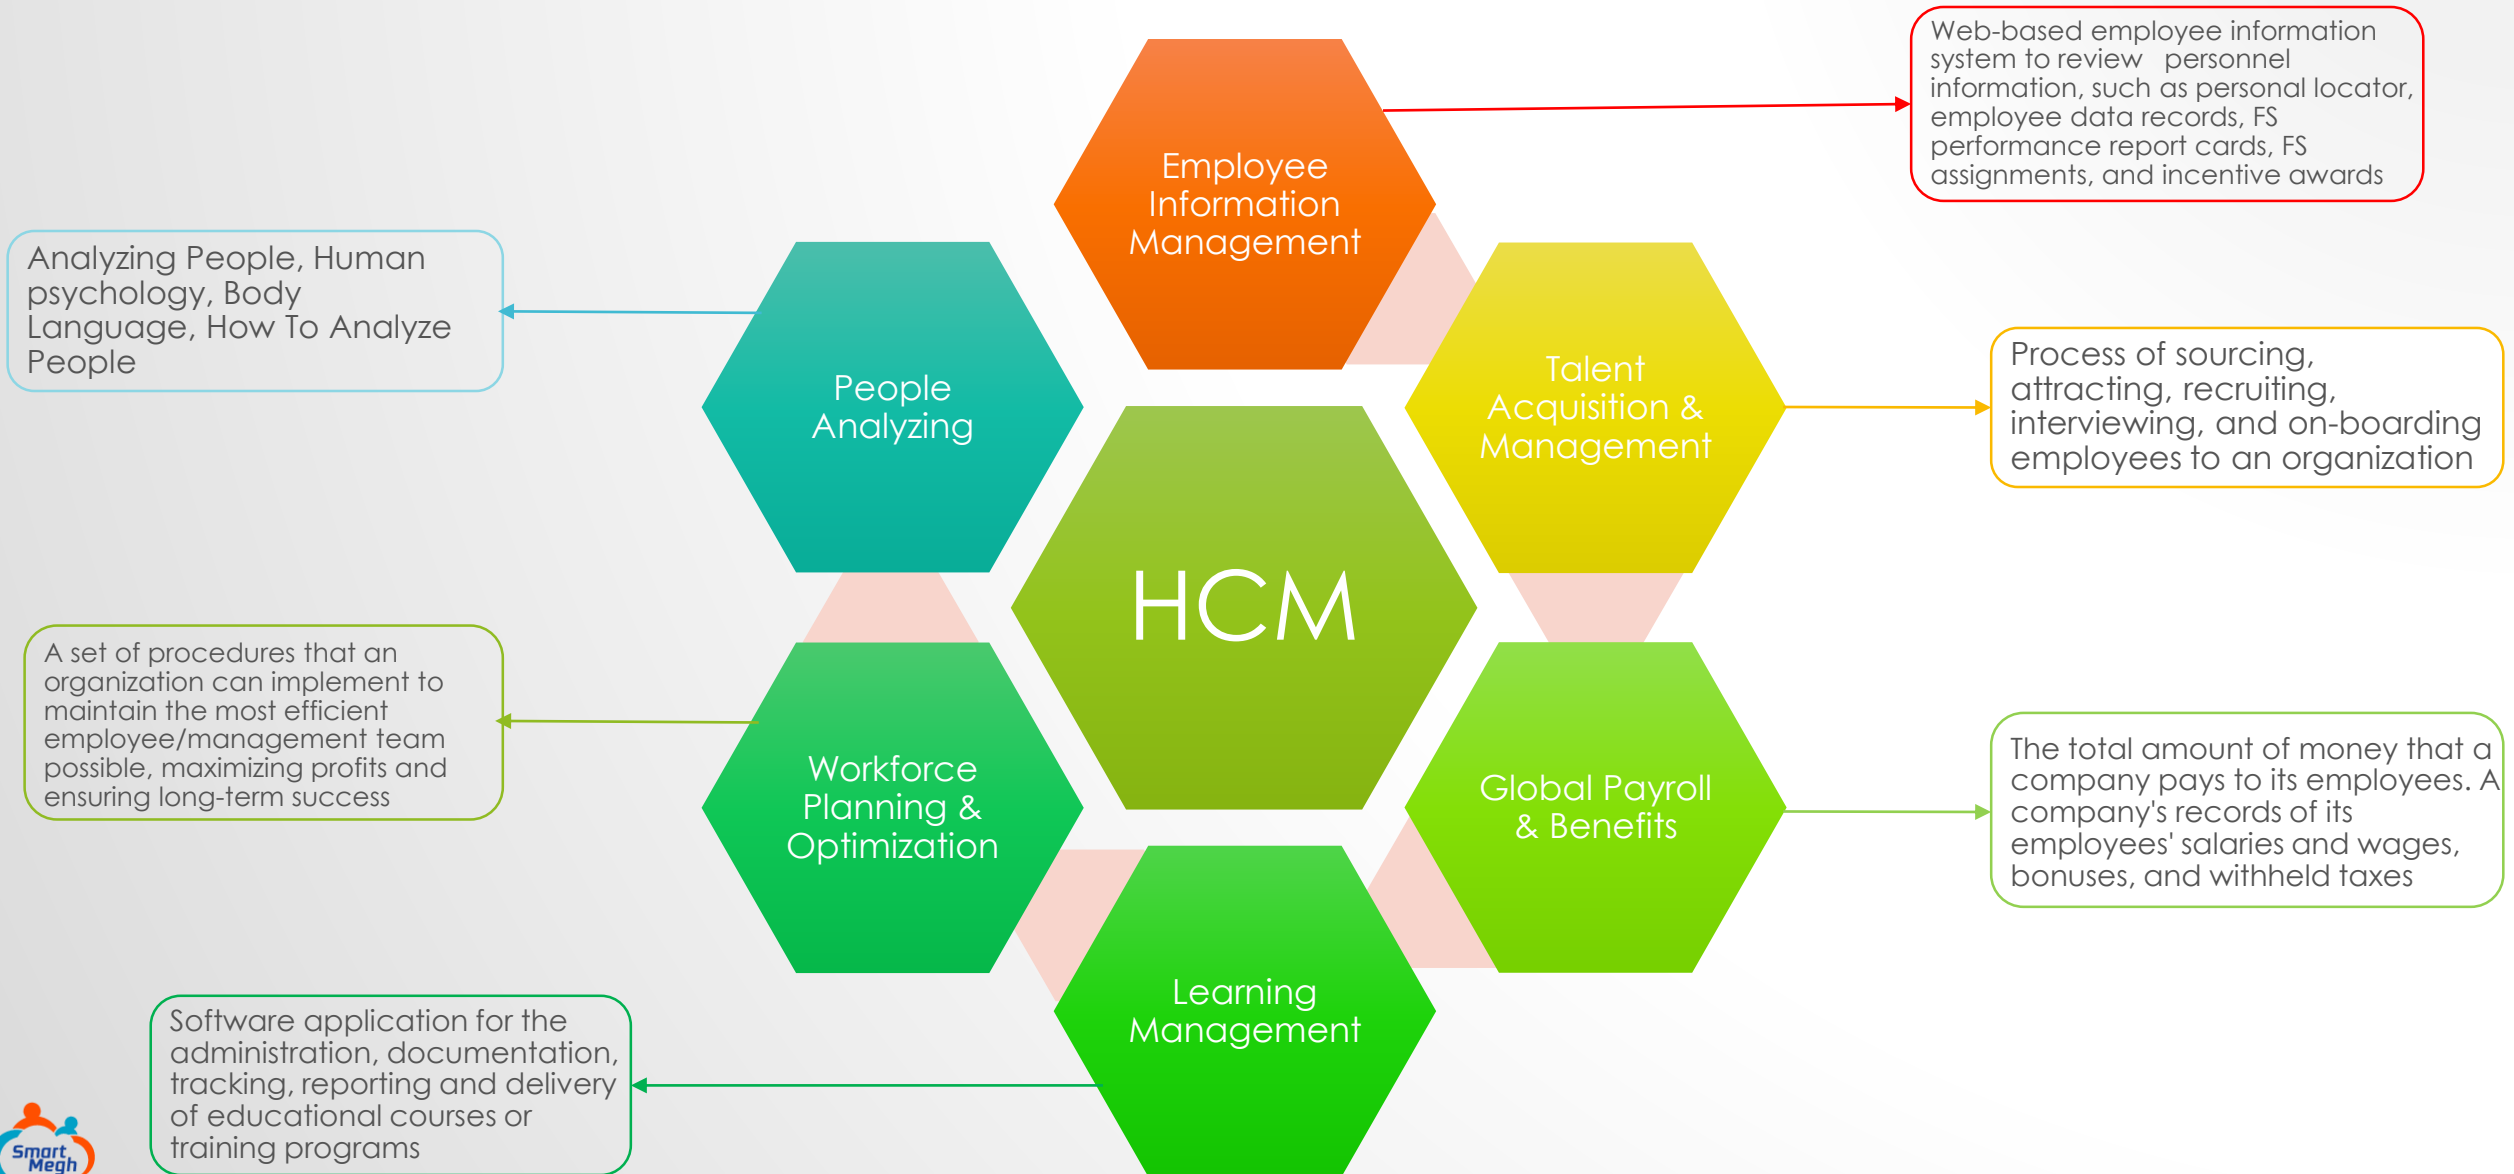 Web-based employee information
system to review personnel
information, such as personal locator,
employee data records, FS
performance report cards, FS
assignments, and incentive awards
Employee
Information
Management
Analyzing People, Human
psychology, Body
Language, How To Analyze
People
People
Analyzing
Talent
Acquisition &
Management
Process of sourcing,
attracting, recruiting,
interviewing, and on-boarding
employees to an organization
HCM
A set of procedures that an
organization can implement to
maintain the most efficient
employee/management team
possible, maximizing profits and
ensuring long-term success
Workforce
Planning &
Optimization
Global Payroll
& Benefits
The total amount of money that a
company pays to its employees. A
company's records of its
employees' salaries and wages,
bonuses, and withheld taxes
Learning
Management
Software application for the
administration, documentation,
tracking, reporting and delivery
of educational courses or
training programs
Smart
Megh